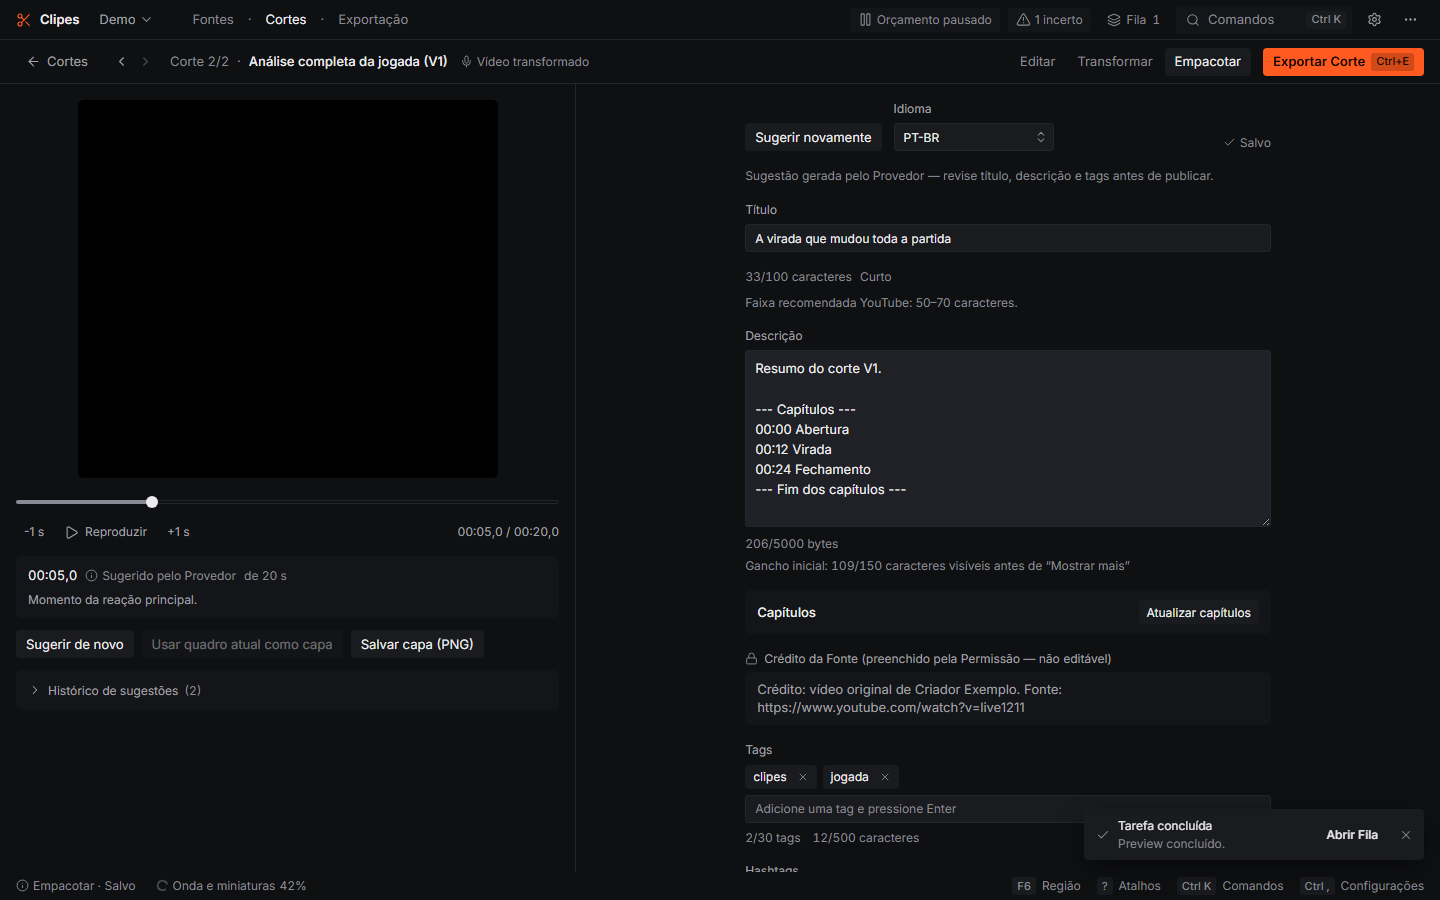 Clipes
Demo
Fontes · Cortes · Exportação
Orçamento pausado
1 incerto
Fila 1
Comandos Ctrl K
Cortes
Corte 2/2 · Análise completa da jogada (V1)
Vídeo transformado
Editar
Transformar
Empacotar
Exportar Corte Ctrl+E
-1 s
Reproduzir
+1 s
00:05,0 / 00:20,0
00:05,0 Sugerido pelo Provedor de 20 s
Momento da reação principal.
Sugerir de novo
Usar quadro atual como capa
Salvar capa (PNG)
Histórico de sugestões (2)
Idioma
Sugerir novamente
PT-BR
Salvo
Sugestão gerada pelo Provedor — revise título, descrição e tags antes de publicar.
Título
A virada que mudou toda a partida
33/100 caracteres Curto
Faixa recomendada YouTube: 50–70 caracteres.
Descrição
Resumo do corte V1.
--- Capítulos ---
00:00 Abertura
00:12 Virada
00:24 Fechamento
--- Fim dos capítulos ---
206/5000 bytes
Gancho inicial: 109/150 caracteres visíveis antes de “Mostrar mais”
Capítulos
Atualizar capítulos
Crédito da Fonte (preenchido pela Permissão — não editável)
Crédito: vídeo original de Criador Exemplo. Fonte:
https://www.youtube.com/watch?v=live1211
Tags
clipes
jogada
Adicione uma tag e pressione Enter
2/30 tags 12/500 caracteres
Hashtags
Tarefa concluída
Preview concluído.
Abrir Fila
Empacotar · Salvo
Onda e miniaturas 42%
F6 Região
? Atalhos
Ctrl K Comandos
Ctrl , Configurações